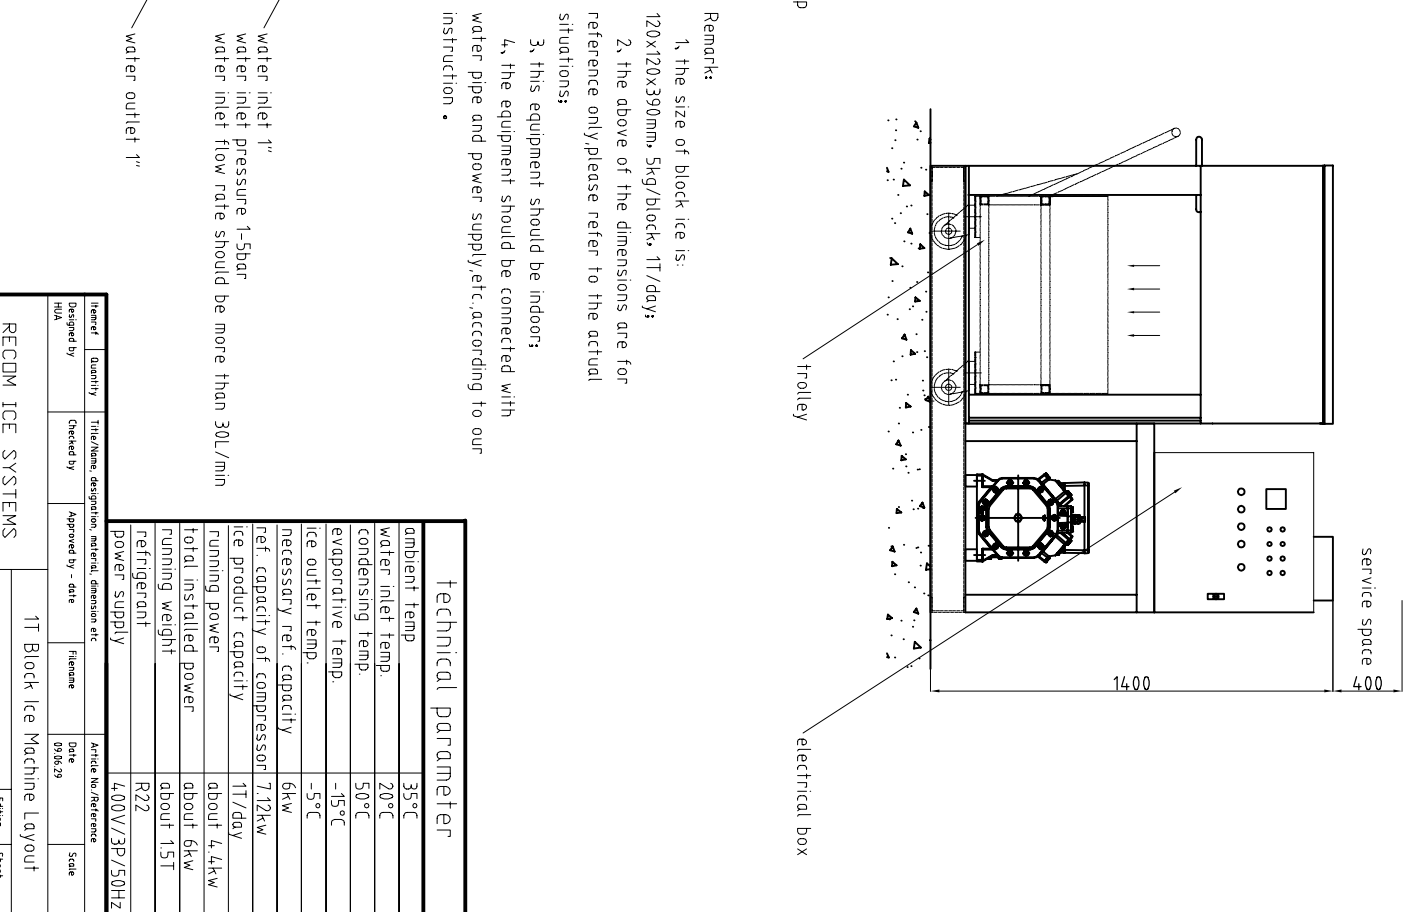 p
service space
400
1400
trolley
electrical box
Remark:
1、the size of block ice is:
120x120x390mm, 5kg/block, 1T/day;
2、the above of the dimensions are for
reference only,please refer to the actual
situations;
3、this equipment should be indoor;
4、the equipment should be connected with
water pipe and power supply,etc.,according to our
instruction 。
water inlet 1"
water inlet pressure 1-5bar
water inlet flow rate should be more than 30L/min
water outlet 1"
technical parameter
ambient temp 35°C
water inlet temp. 20°C
condensing temp. 50°C
evaporative temp. -15°C
ice outlet temp. -5°C
necessary ref. capacity 6kw
ref. capacity of compressor 7.12kw
ice product capacity 1T/day
running power about 4.4kw
total installed power about 6kw
running weight about 1.5T
refrigerant R22
power supply 400V/3P/50Hz
Itemref Quantity Title/Name, designation, material, dimension etc Article No./Reference
Designed by Checked by Approved by - date Filename Date Scale
HUA 09.06.29
RECOM ICE SYSTEMS
1T Block Ice Machine Layout